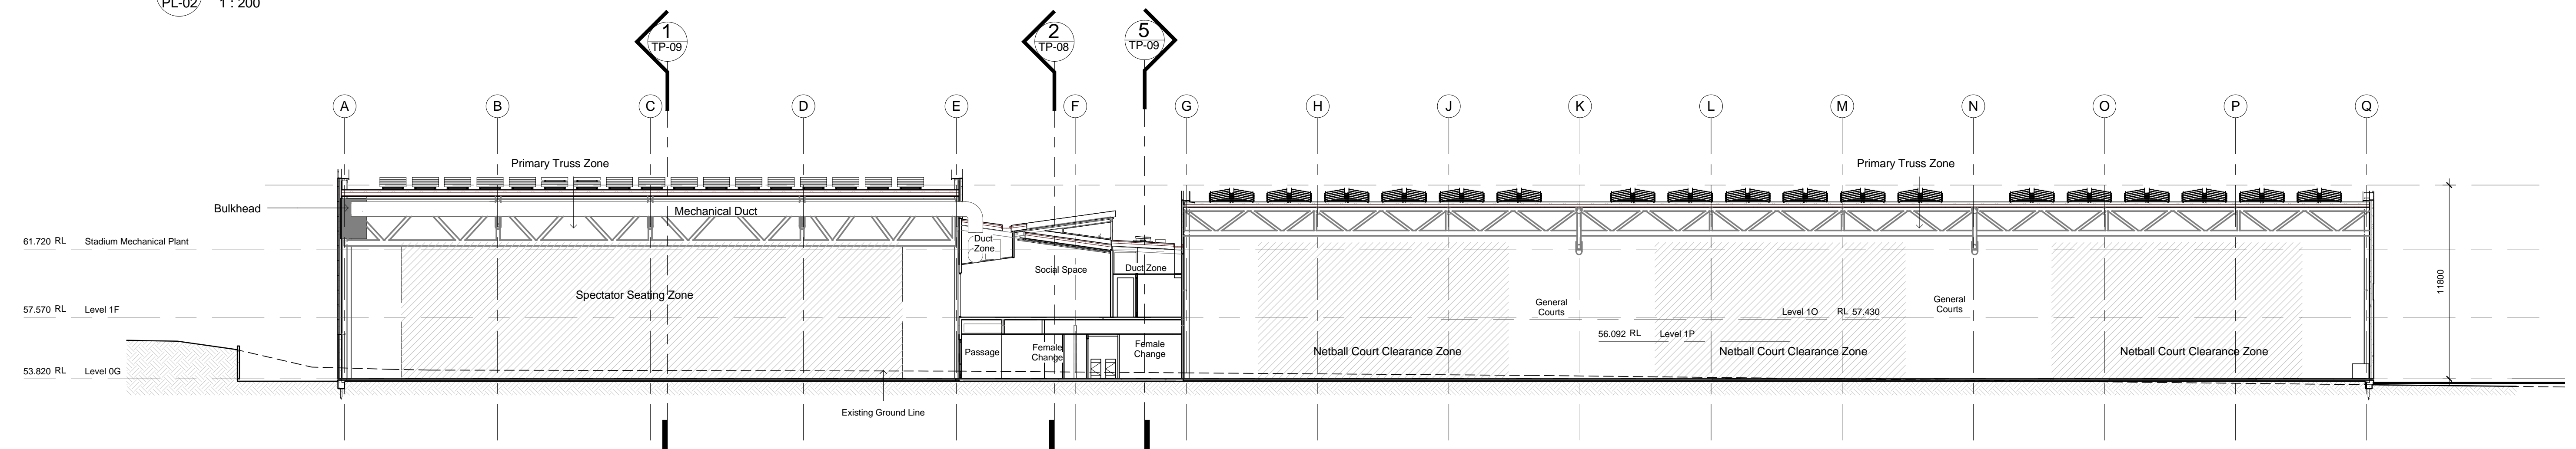 PL-02 1 : 200
1
TP-09
2
TP-08
5
TP-09
A B C D E F G H J K L M N O P Q
Primary Truss Zone
Primary Truss Zone
Bulkhead
Mechanical Duct
61.720 RL Stadium Mechanical Plant
Duct
Zone
Social Space
Duct Zone
Spectator Seating Zone
11800
General
Courts
General
Courts
57.570 RL Level 1F
Level 1O RL 57.430
56.092 RL Level 1P
Passage
Female
Change
Female
Change
Netball Court Clearance Zone
Netball Court Clearance Zone
Netball Court Clearance Zone
53.820 RL Level 0G
Existing Ground Line